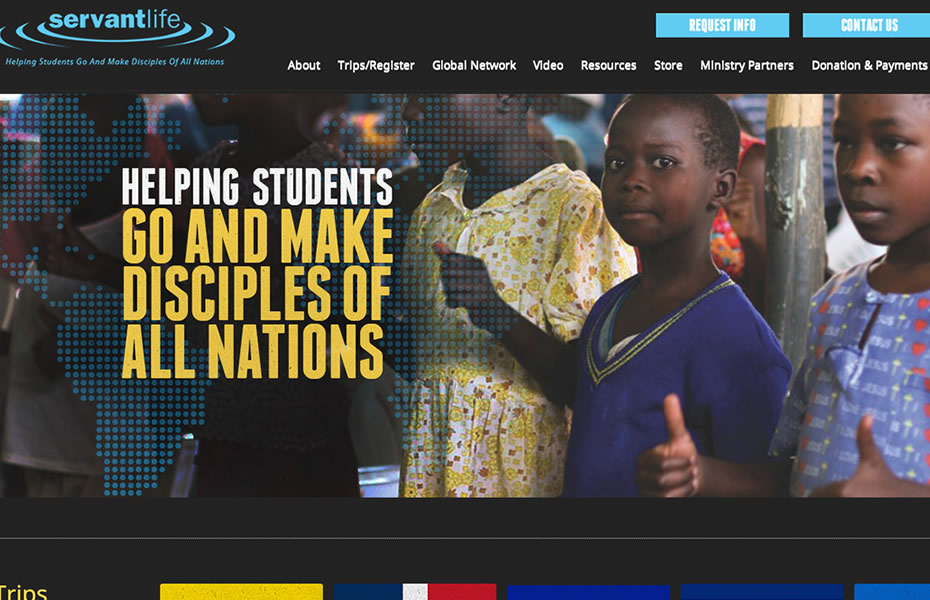 servantlife
Helping Students Go And Make Disciples Of All Nations
REQUEST INFO
CONTACT US
About
Trips/Register
Global Network
Video
Resources
Store
Ministry Partners
Donation & Payments
HELPING STUDENTS
GO AND MAKE
DISCIPLES OF
ALL NATIONS
Trips